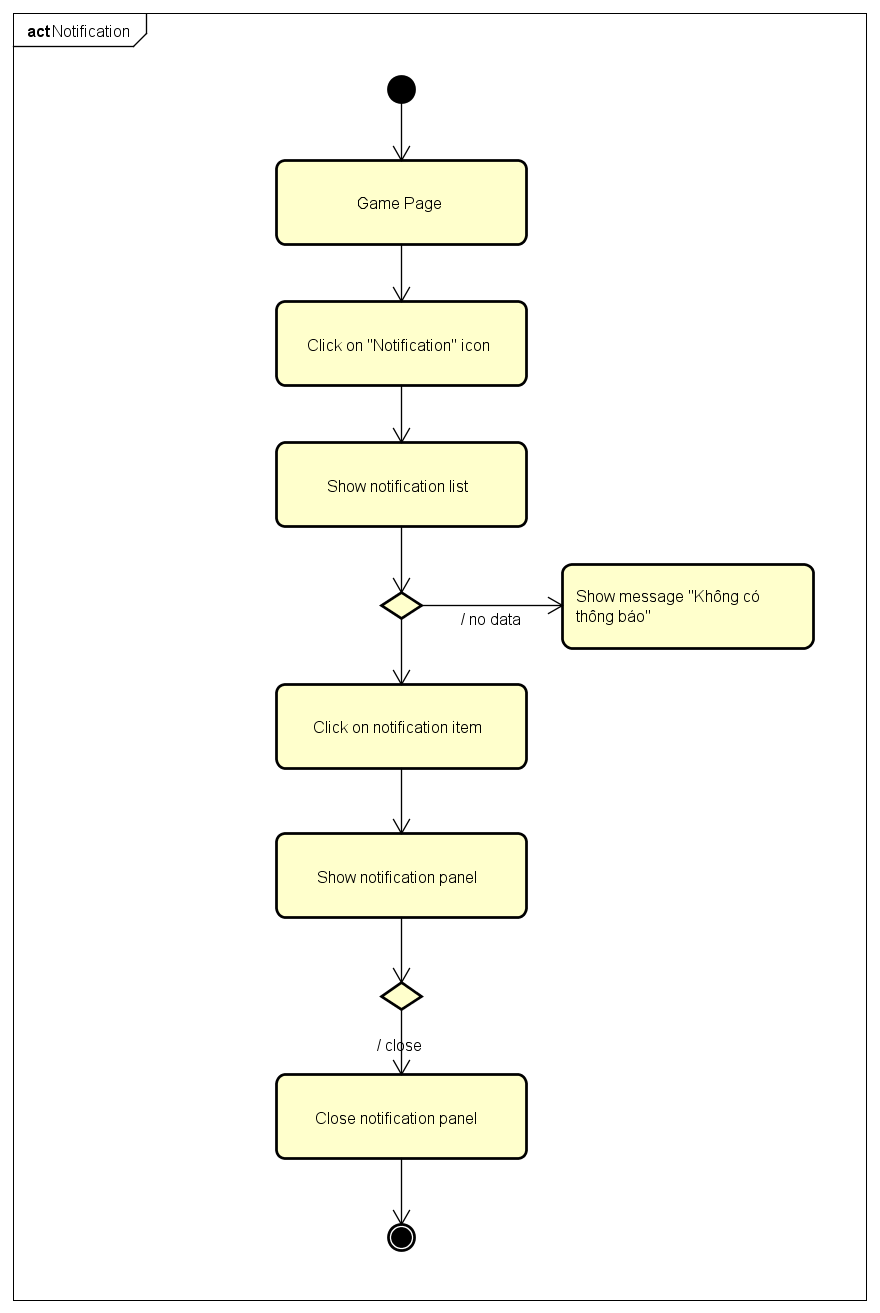 act Notification
Game Page
Click on "Notification" icon
Show notification list
Show message "Không có
thông báo"
/ no data
Click on notification item
Show notification panel
/ close
Close notification panel